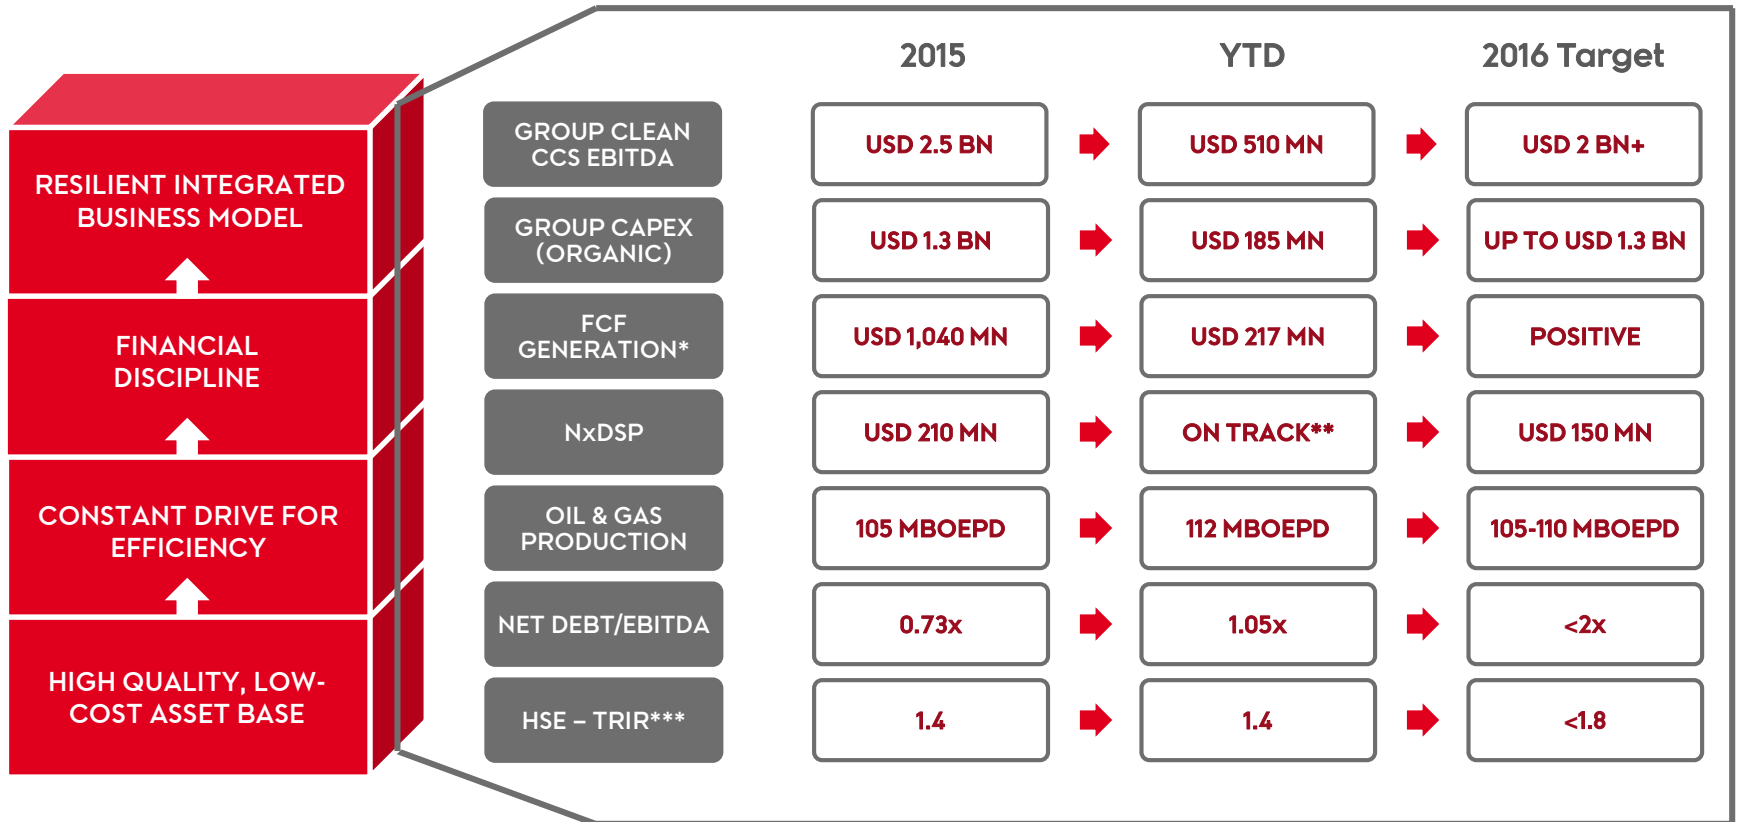 RESILIENT INTEGRATED
BUSINESS MODEL
FINANCIAL
DISCIPLINE
CONSTANT DRIVE FOR
EFFICIENCY
HIGH QUALITY, LOW-
COST ASSET BASE
2015 YTD 2016 Target
GROUP CLEAN
CCS EBITDA
USD 2.5 BN USD 510 MN USD 2 BN+
GROUP CAPEX
(ORGANIC)
USD 1.3 BN USD 185 MN UP TO USD 1.3 BN
FCF
GENERATION*
USD 1,040 MN USD 217 MN POSITIVE
NxDSP USD 210 MN ON TRACK** USD 150 MN
OIL & GAS
PRODUCTION
105 MBOEPD 112 MBOEPD 105-110 MBOEPD
NET DEBT/EBITDA 0.73x 1.05x <2x
HSE – TRIR*** 1.4 1.4 <1.8